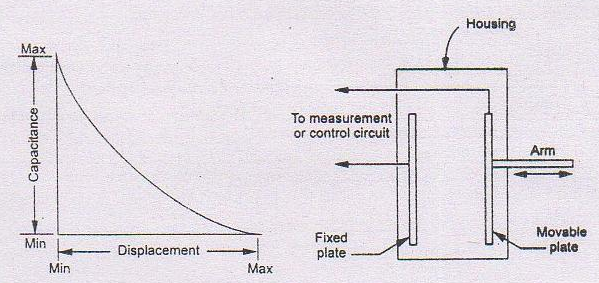 Max
Capacitance
Min
Displacement
Min
Max
Housing
To measurement
or control circuit
Arm
Fixed
plate
Movable
plate